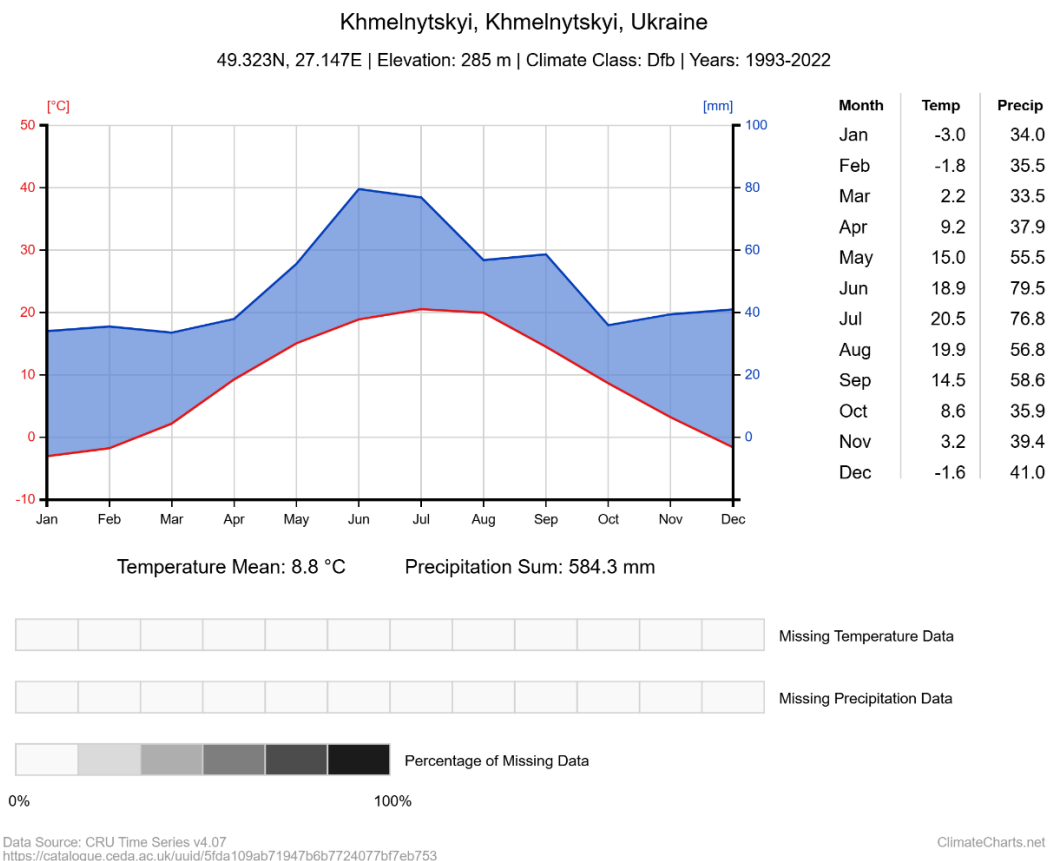 Khmelnytskyi, Khmelnytskyi, Ukraine
49.323N, 27.147E | Elevation: 285 m | Climate Class: Dfb | Years: 1993-2022
[°C] [mm]
50 100
40 80
30 60
20 40
10 20
0 0
-10
Jan Feb Mar Apr May Jun Jul Aug Sep Oct Nov Dec
Month Temp Precip
Jan -3.0 34.0
Feb -1.8 35.5
Mar 2.2 33.5
Apr 9.2 37.9
May 15.0 55.5
Jun 18.9 79.5
Jul 20.5 76.8
Aug 19.9 56.8
Sep 14.5 58.6
Oct 8.6 35.9
Nov 3.2 39.4
Dec -1.6 41.0
Temperature Mean: 8.8 °C Precipitation Sum: 584.3 mm
Missing Temperature Data
Missing Precipitation Data
Percentage of Missing Data
0% 100%
Data Source: CRU Time Series v4.07 ClimateCharts.net
https://catalogue.ceda.ac.uk/uuid/5fda109ab71947b6b7724077bf7eb753